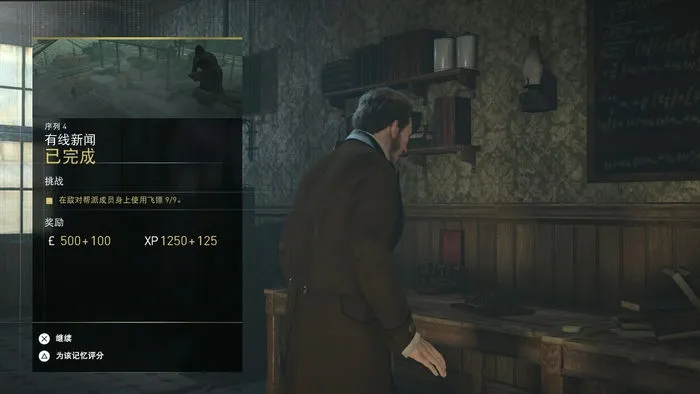 序列 4
有线新闻
已完成
挑战
在敌对帮派成员身上使用飞镖 9/9。
奖励
£ 500+100 XP 1250+125
继续
为该记忆评分